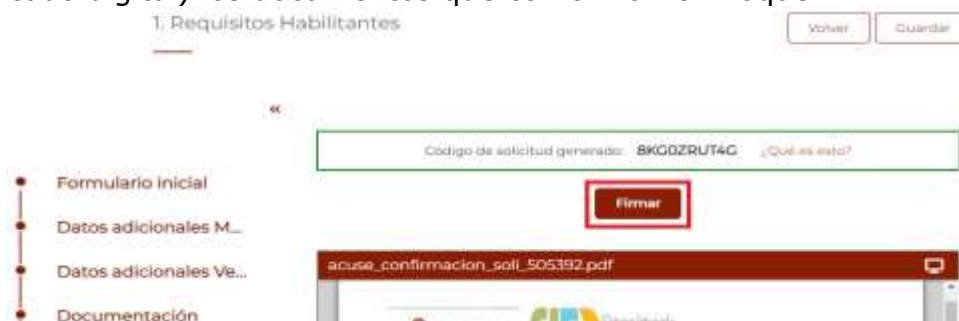 1. Requisitos Habilitantes
Volver
Guardar
«
Código de solicitud generado: 8KG0ZRUT4G ¿Qué es esto?
Firmar
Formulario inicial
Datos adicionales M...
Datos adicionales Ve...
Documentación
acuse_confirmacion_soli_505392.pdf